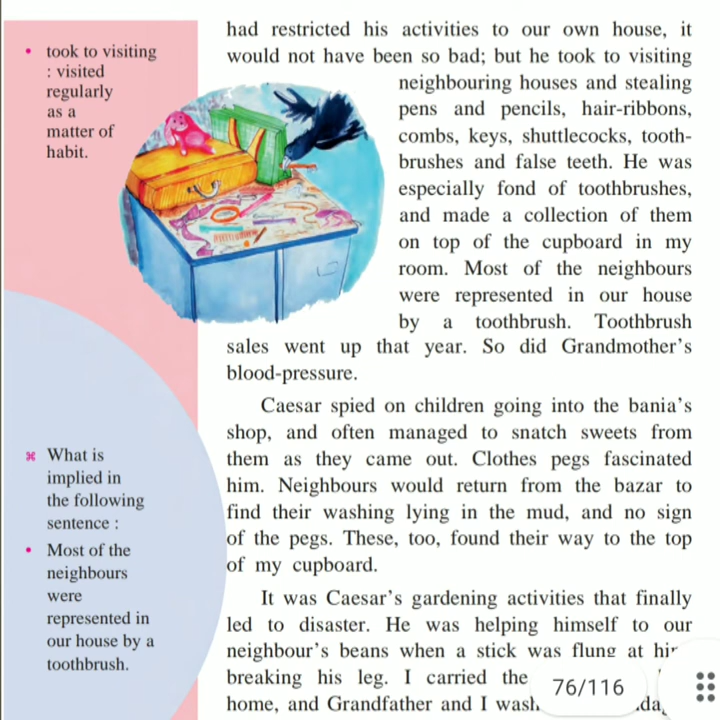 • took to visiting
: visited
regularly
as a
matter of
habit.
⌘ What is
implied in
the following
sentence :
• Most of the
neighbours
were
represented in
our house by a
toothbrush.
had restricted his activities to our own house, it
would not have been so bad; but he took to visiting
neighbouring houses and stealing
pens and pencils, hair-ribbons,
combs, keys, shuttlecocks, tooth-
brushes and false teeth. He was
especially fond of toothbrushes,
and made a collection of them
on top of the cupboard in my
room. Most of the neighbours
were represented in our house
by a toothbrush. Toothbrush
sales went up that year. So did Grandmother's
blood-pressure.
Caesar spied on children going into the bania's
shop, and often managed to snatch sweets from
them as they came out. Clothes pegs fascinated
him. Neighbours would return from the bazar to
find their washing lying in the mud, and no sign
of the pegs. These, too, found their way to the top
of my cupboard.
It was Caesar's gardening activities that finally
led to disaster. He was helping himself to our
neighbour's beans when a stick was flung at
breaking his leg. I carried the
home, and Grandfather and I
76/116